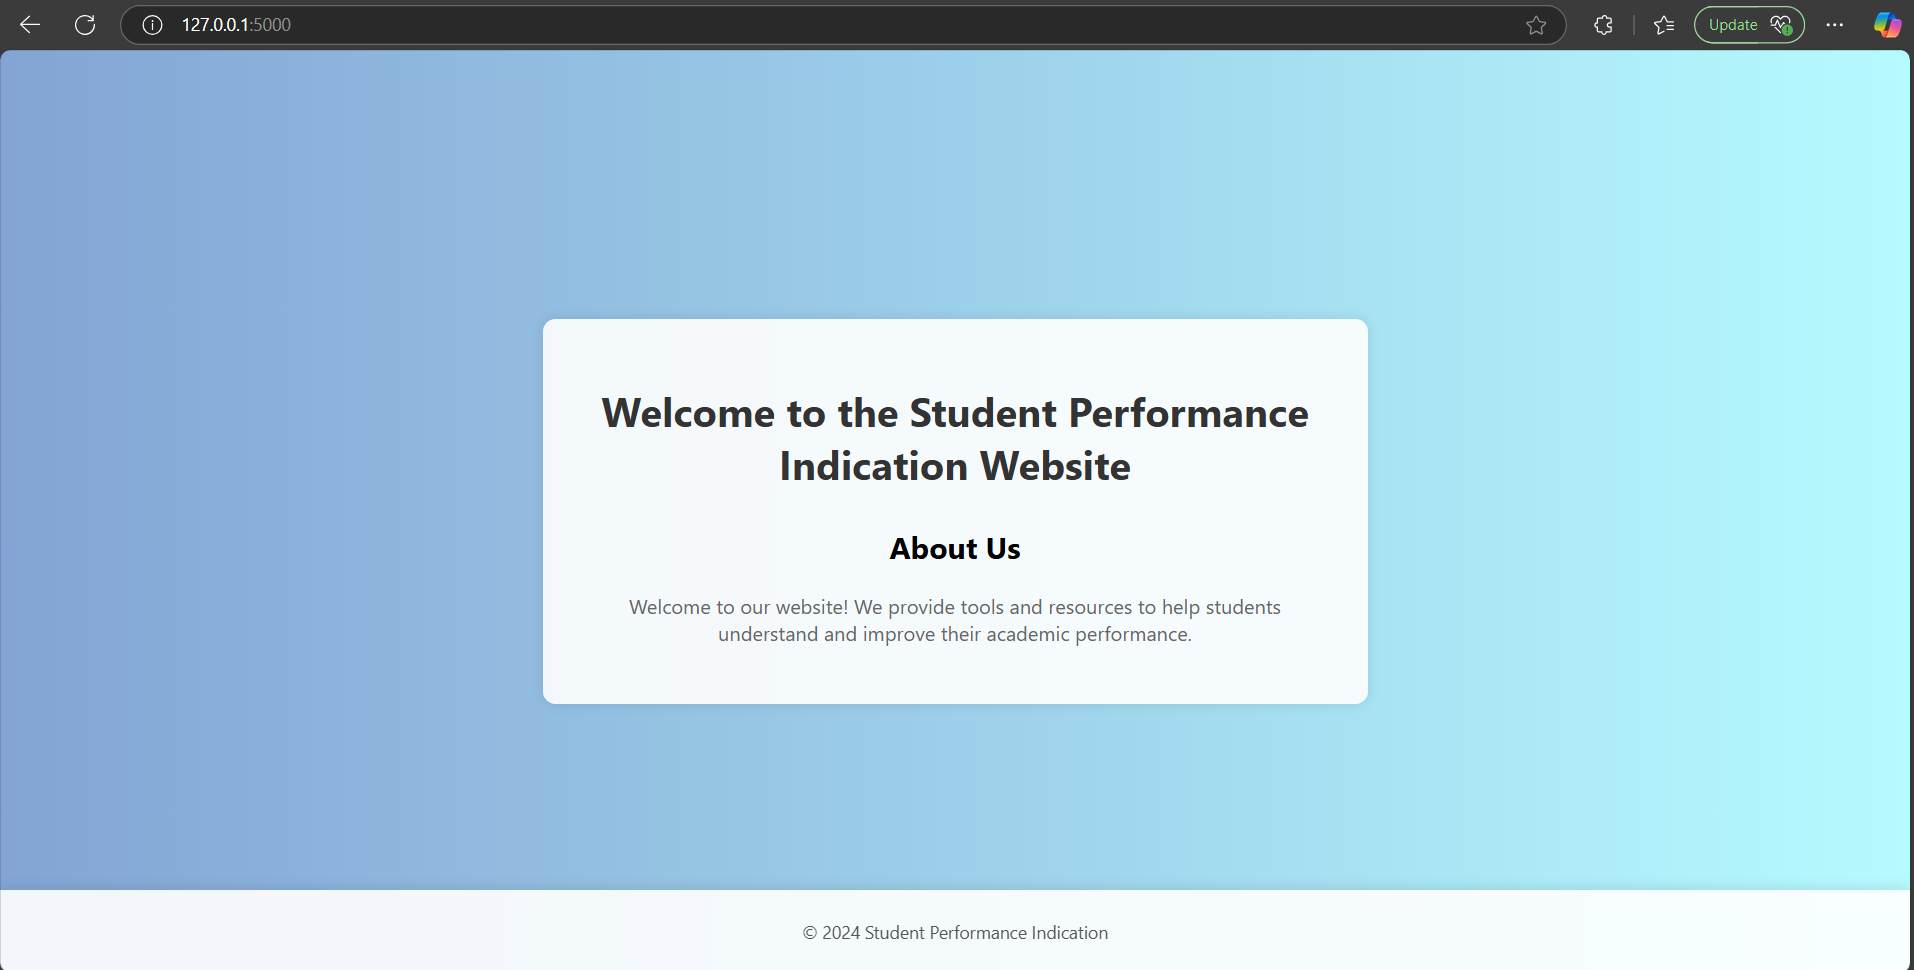 127.0.0.1:5000
Update
Welcome to the Student Performance
Indication Website
About Us
Welcome to our website! We provide tools and resources to help students
understand and improve their academic performance.
© 2024 Student Performance Indication